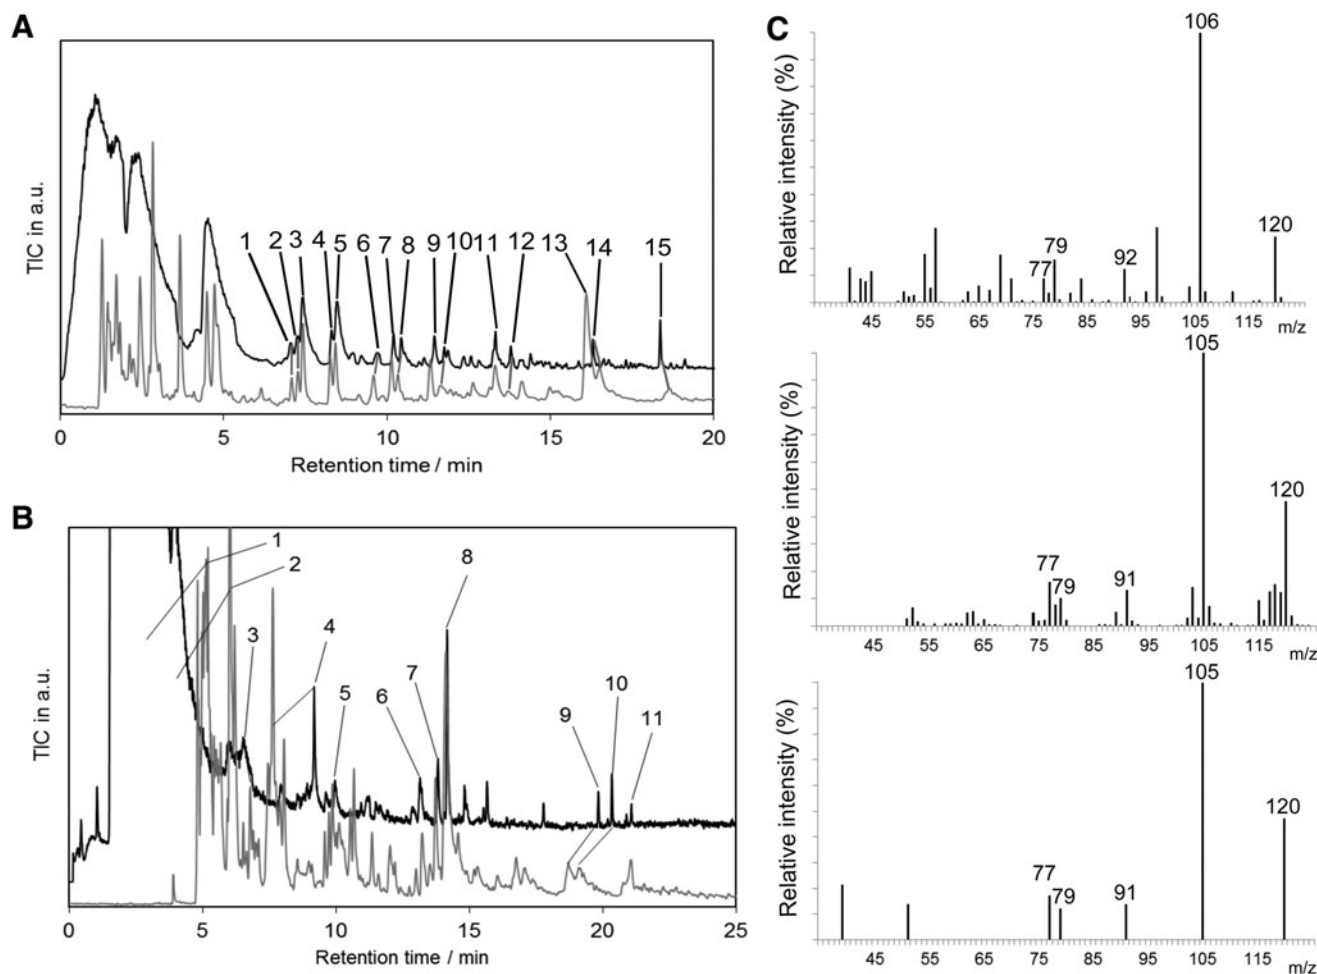 A
TIC in a.u.
1 2 3 4 5 6 7 8 9 10 11 12 13 14 15
0 5 10 15 20
Retention time / min
B
TIC in a.u.
1
2
3
4
5
6
7
8
9
10
11
0 5 10 15 20 25
Retention time / min
C
Relative intensity (%)
106
120
79
77
92
45 55 65 75 85 95 105 115 m/z
Relative intensity (%)
105
120
77
79
91
45 55 65 75 85 95 105 115 m/z
Relative intensity (%)
105
120
77
79
91
45 55 65 75 85 95 105 115 m/z